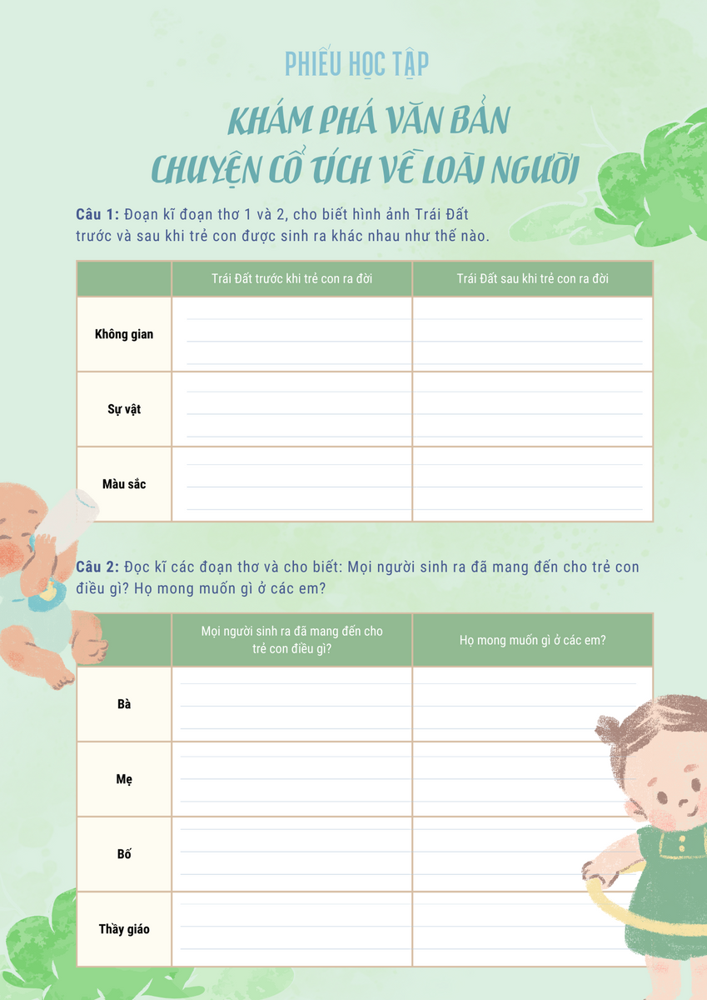 PHIẾU HỌC TẬP
KHÁM PHÁ VĂN BẢN
CHUYỆN CỔ TÍCH VỀ LOÀI NGƯỜI
Câu 1: Đoạn kĩ đoạn thơ 1 và 2, cho biết hình ảnh Trái Đất
trước và sau khi trẻ con được sinh ra khác nhau như thế nào.
Trái Đất trước khi trẻ con ra đời
Trái Đất sau khi trẻ con ra đời
Không gian
Sự vật
Màu sắc
Câu 2: Đọc kĩ các đoạn thơ và cho biết: Mọi người sinh ra đã mang đến cho trẻ con
điều gì? Họ mong muốn gì ở các em?
Mọi người sinh ra đã mang đến cho
trẻ con điều gì?
Họ mong muốn gì ở các em?
Bà
Mẹ
Bố
Thầy giáo